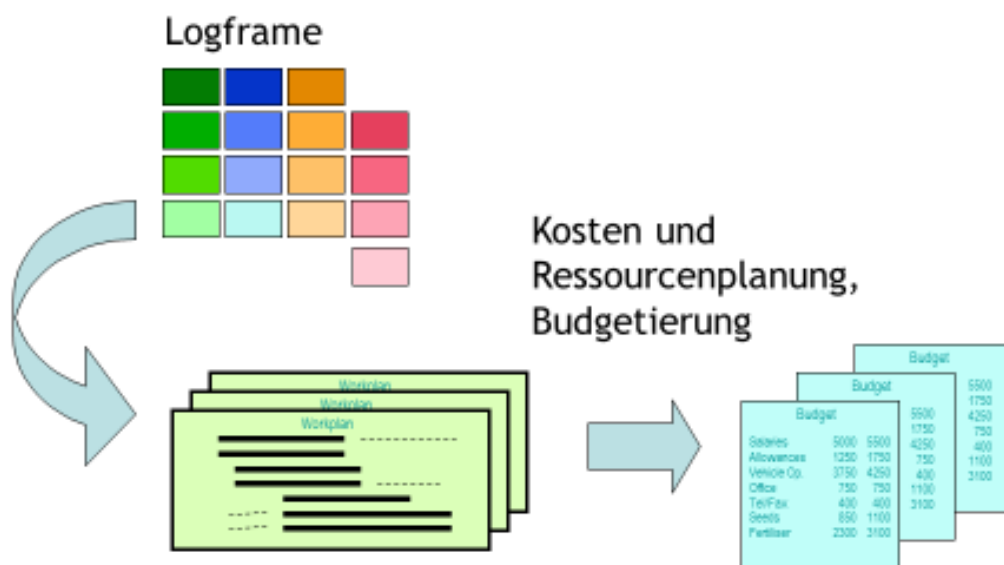 Logframe
Kosten und
Ressourcenplanung,
Budgetierung
Workplan
Workplan
Workplan
Budget
5500
1750
4250
750
400
1100
3100
Budget
5500
1750
4250
750
400
1100
3100
Budget
Salaries 5000 5500
Allowances 1250 1750
Vehicle Op. 3750 4250
Office 750 750
Tel/Fax 400 400
Seeds 850 1100
Fertiliser 2300 3100